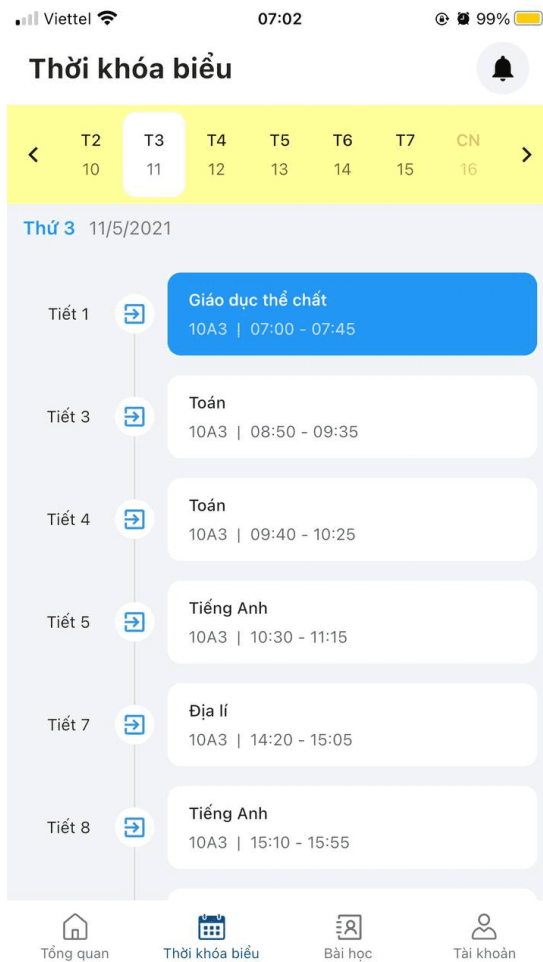 Viettel 07:02 99%
Thời khóa biểu
T2 T3 T4 T5 T6 T7 CN
10 11 12 13 14 15 16
Thứ 3 11/5/2021
Tiết 1
Giáo dục thể chất
10A3 | 07:00 - 07:45
Tiết 3
Toán
10A3 | 08:50 - 09:35
Tiết 4
Toán
10A3 | 09:40 - 10:25
Tiết 5
Tiếng Anh
10A3 | 10:30 - 11:15
Tiết 7
Địa lí
10A3 | 14:20 - 15:05
Tiết 8
Tiếng Anh
10A3 | 15:10 - 15:55
Tổng quan Thời khóa biểu Bài học Tài khoản